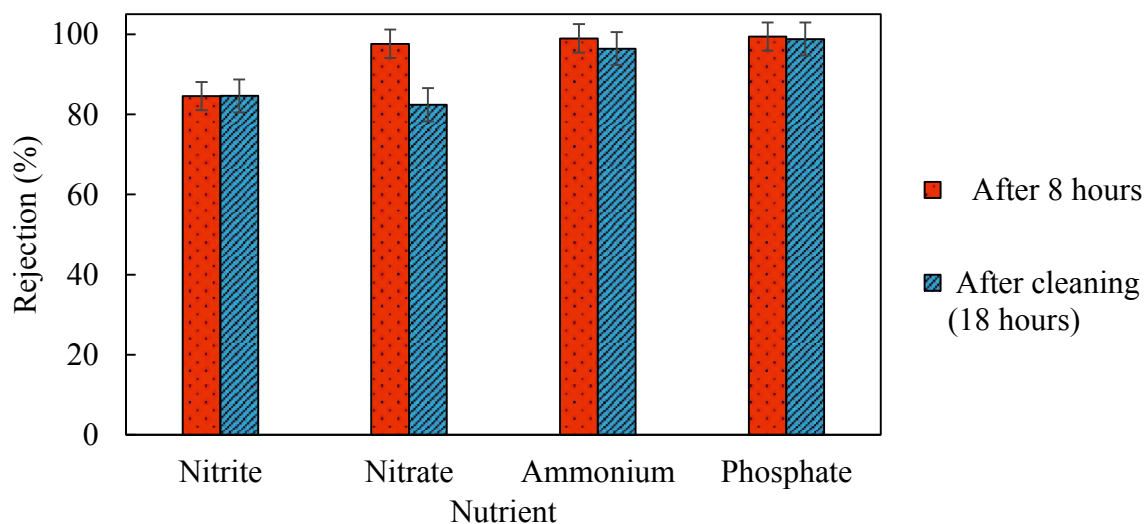 100
80
60
40
20
0
Rejection (%)
Nitrite
Nitrate
Ammonium
Phosphate
Nutrient
After 8 hours
After cleaning
(18 hours)